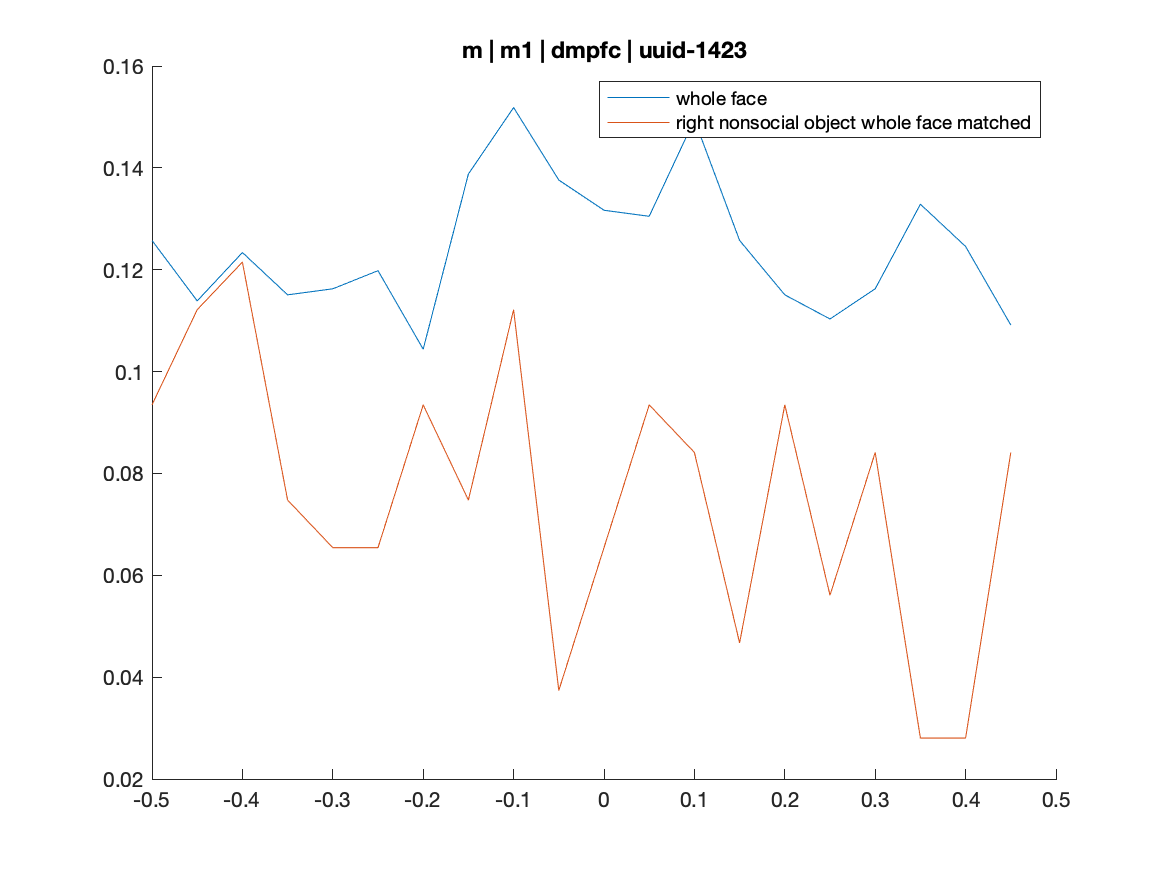 m | m1 | dmpfc | uuid-1423
0.16
whole face
right nonsocial object whole face matched
0.14
0.12
0.1
0.08
0.06
0.04
0.02
-0.5 -0.4 -0.3 -0.2 -0.1 0 0.1 0.2 0.3 0.4 0.5